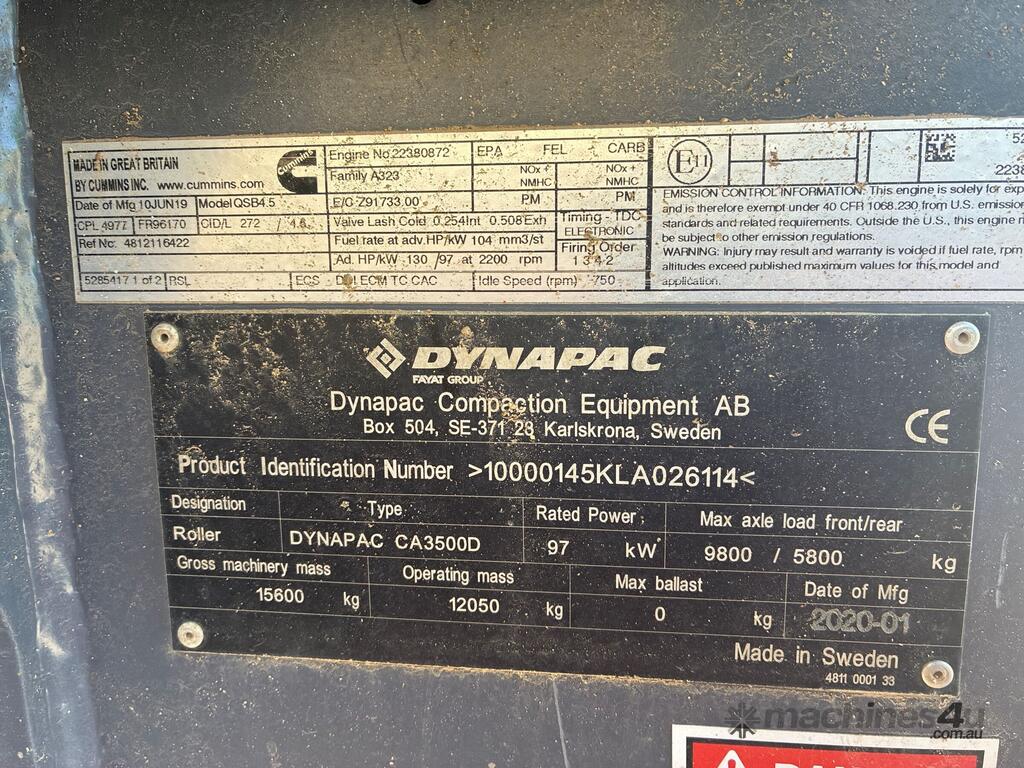 MADE IN GREAT BRITAIN
BY CUMMINS INC. www.cummins.com
Cummins
Date of Mfg 10JUN19 Model QSB4.5
CPL 4977 FR96170 CID/L 272 / 4.5
Ref No: 4812116422
5285417 1 of 2 RSL ECS DDI ECM TC CAC Idle Speed (rpm) 750
Engine No. 22380872
Family A323
E/C Z91733.00
Valve Lash Cold 0.254Int 0.508Exh
Fuel rate at adv. HP/kW 104 mm3/st
Ad. HP/kW 130 /97 at 2200 rpm
EPA FEL CARB
NOx + NMHC NOx + NMHC
PM PM
Timing - TDC
ELECTRONIC
Firing Order
1 3 4 2
E11
EMISSION CONTROL INFORMATION: This engine is solely for
and is therefore exempt under 40 CFR 1068.230 from U.S. emission
standards and related requirements. Outside the U.S., this engine
be subject to other emission regulations.
WARNING: Injury may result and warranty is voided if fuel rate, rpm
altitudes exceed published maximum values for this model and
application.
DYNAPAC
FAYAT GROUP
Dynapac Compaction Equipment AB
Box 504, SE-371 23 Karlskrona, Sweden
CE
Product Identification Number >10000145KLA026114<
Designation Type Rated Power Max axle load front/rear
Roller DYNAPAC CA3500D 97 kW 9800 / 5800 kg
Gross machinery mass Operating mass Max ballast Date of Mfg
15600 kg 12050 kg 0 kg 2020-01
Made in Sweden
4811 0001 33
machines4u
.com.au